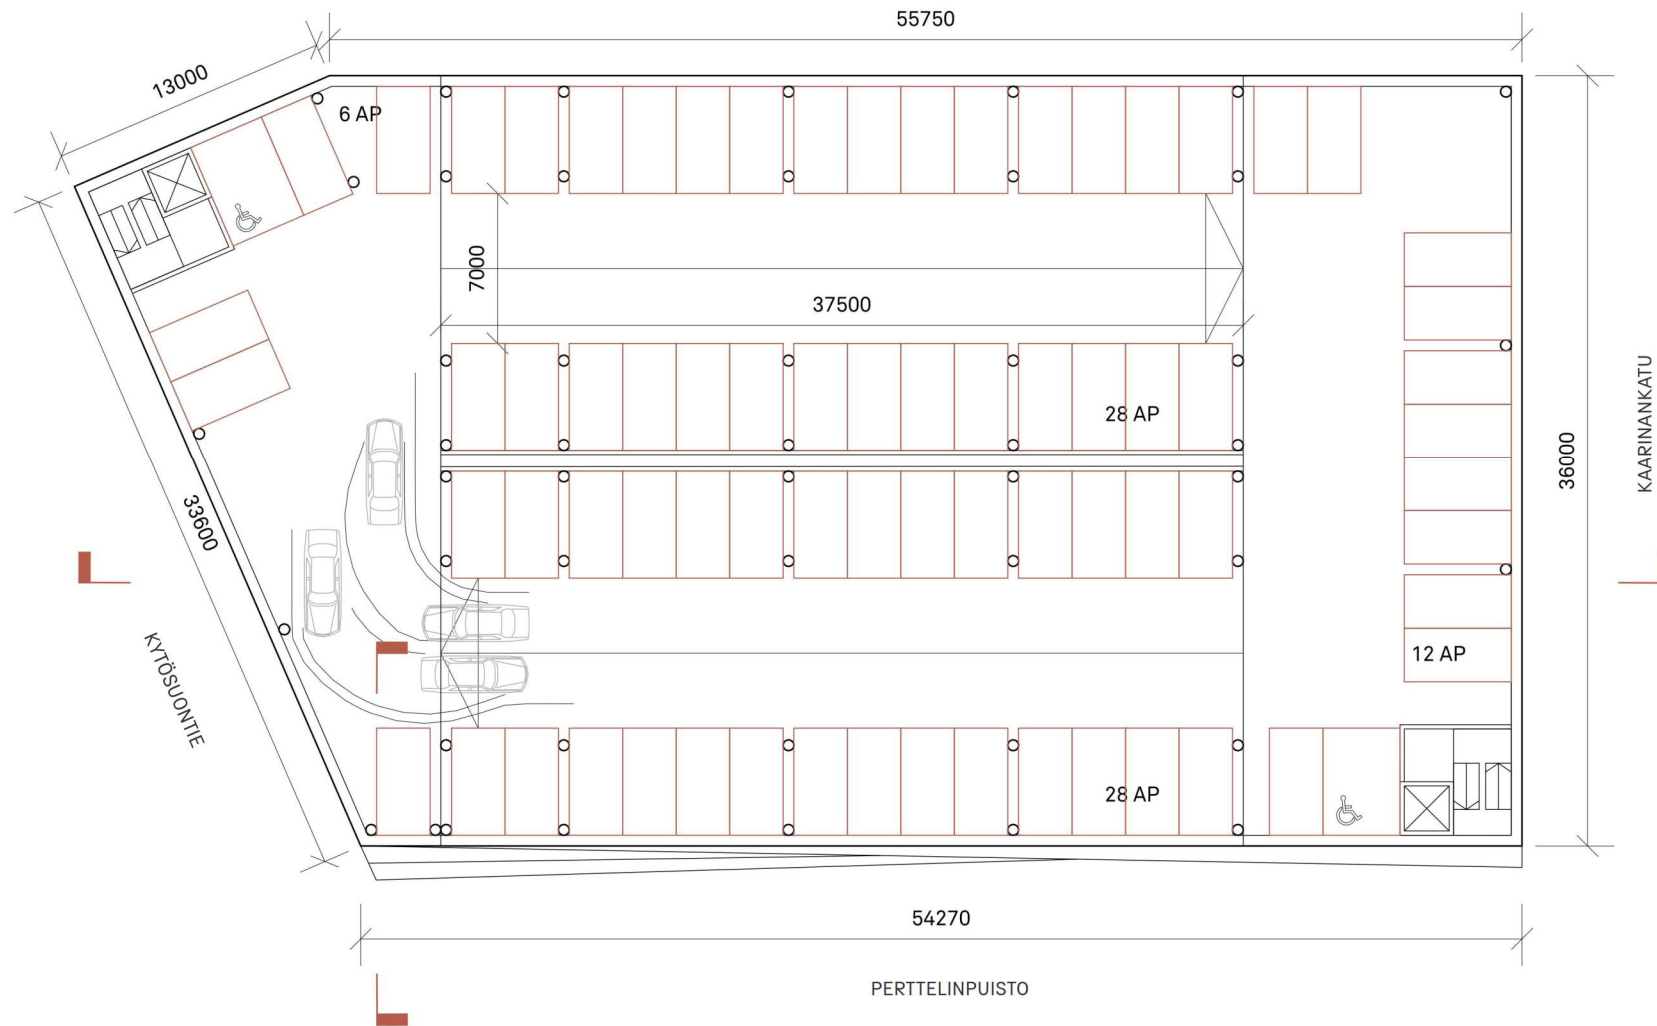 55750
13000
6 AP
7000
37500
28 AP
36000
KAARINANKATU
33600
KYTÖSUONTIE
12 AP
28 AP
54270
PERTTELINPUISTO